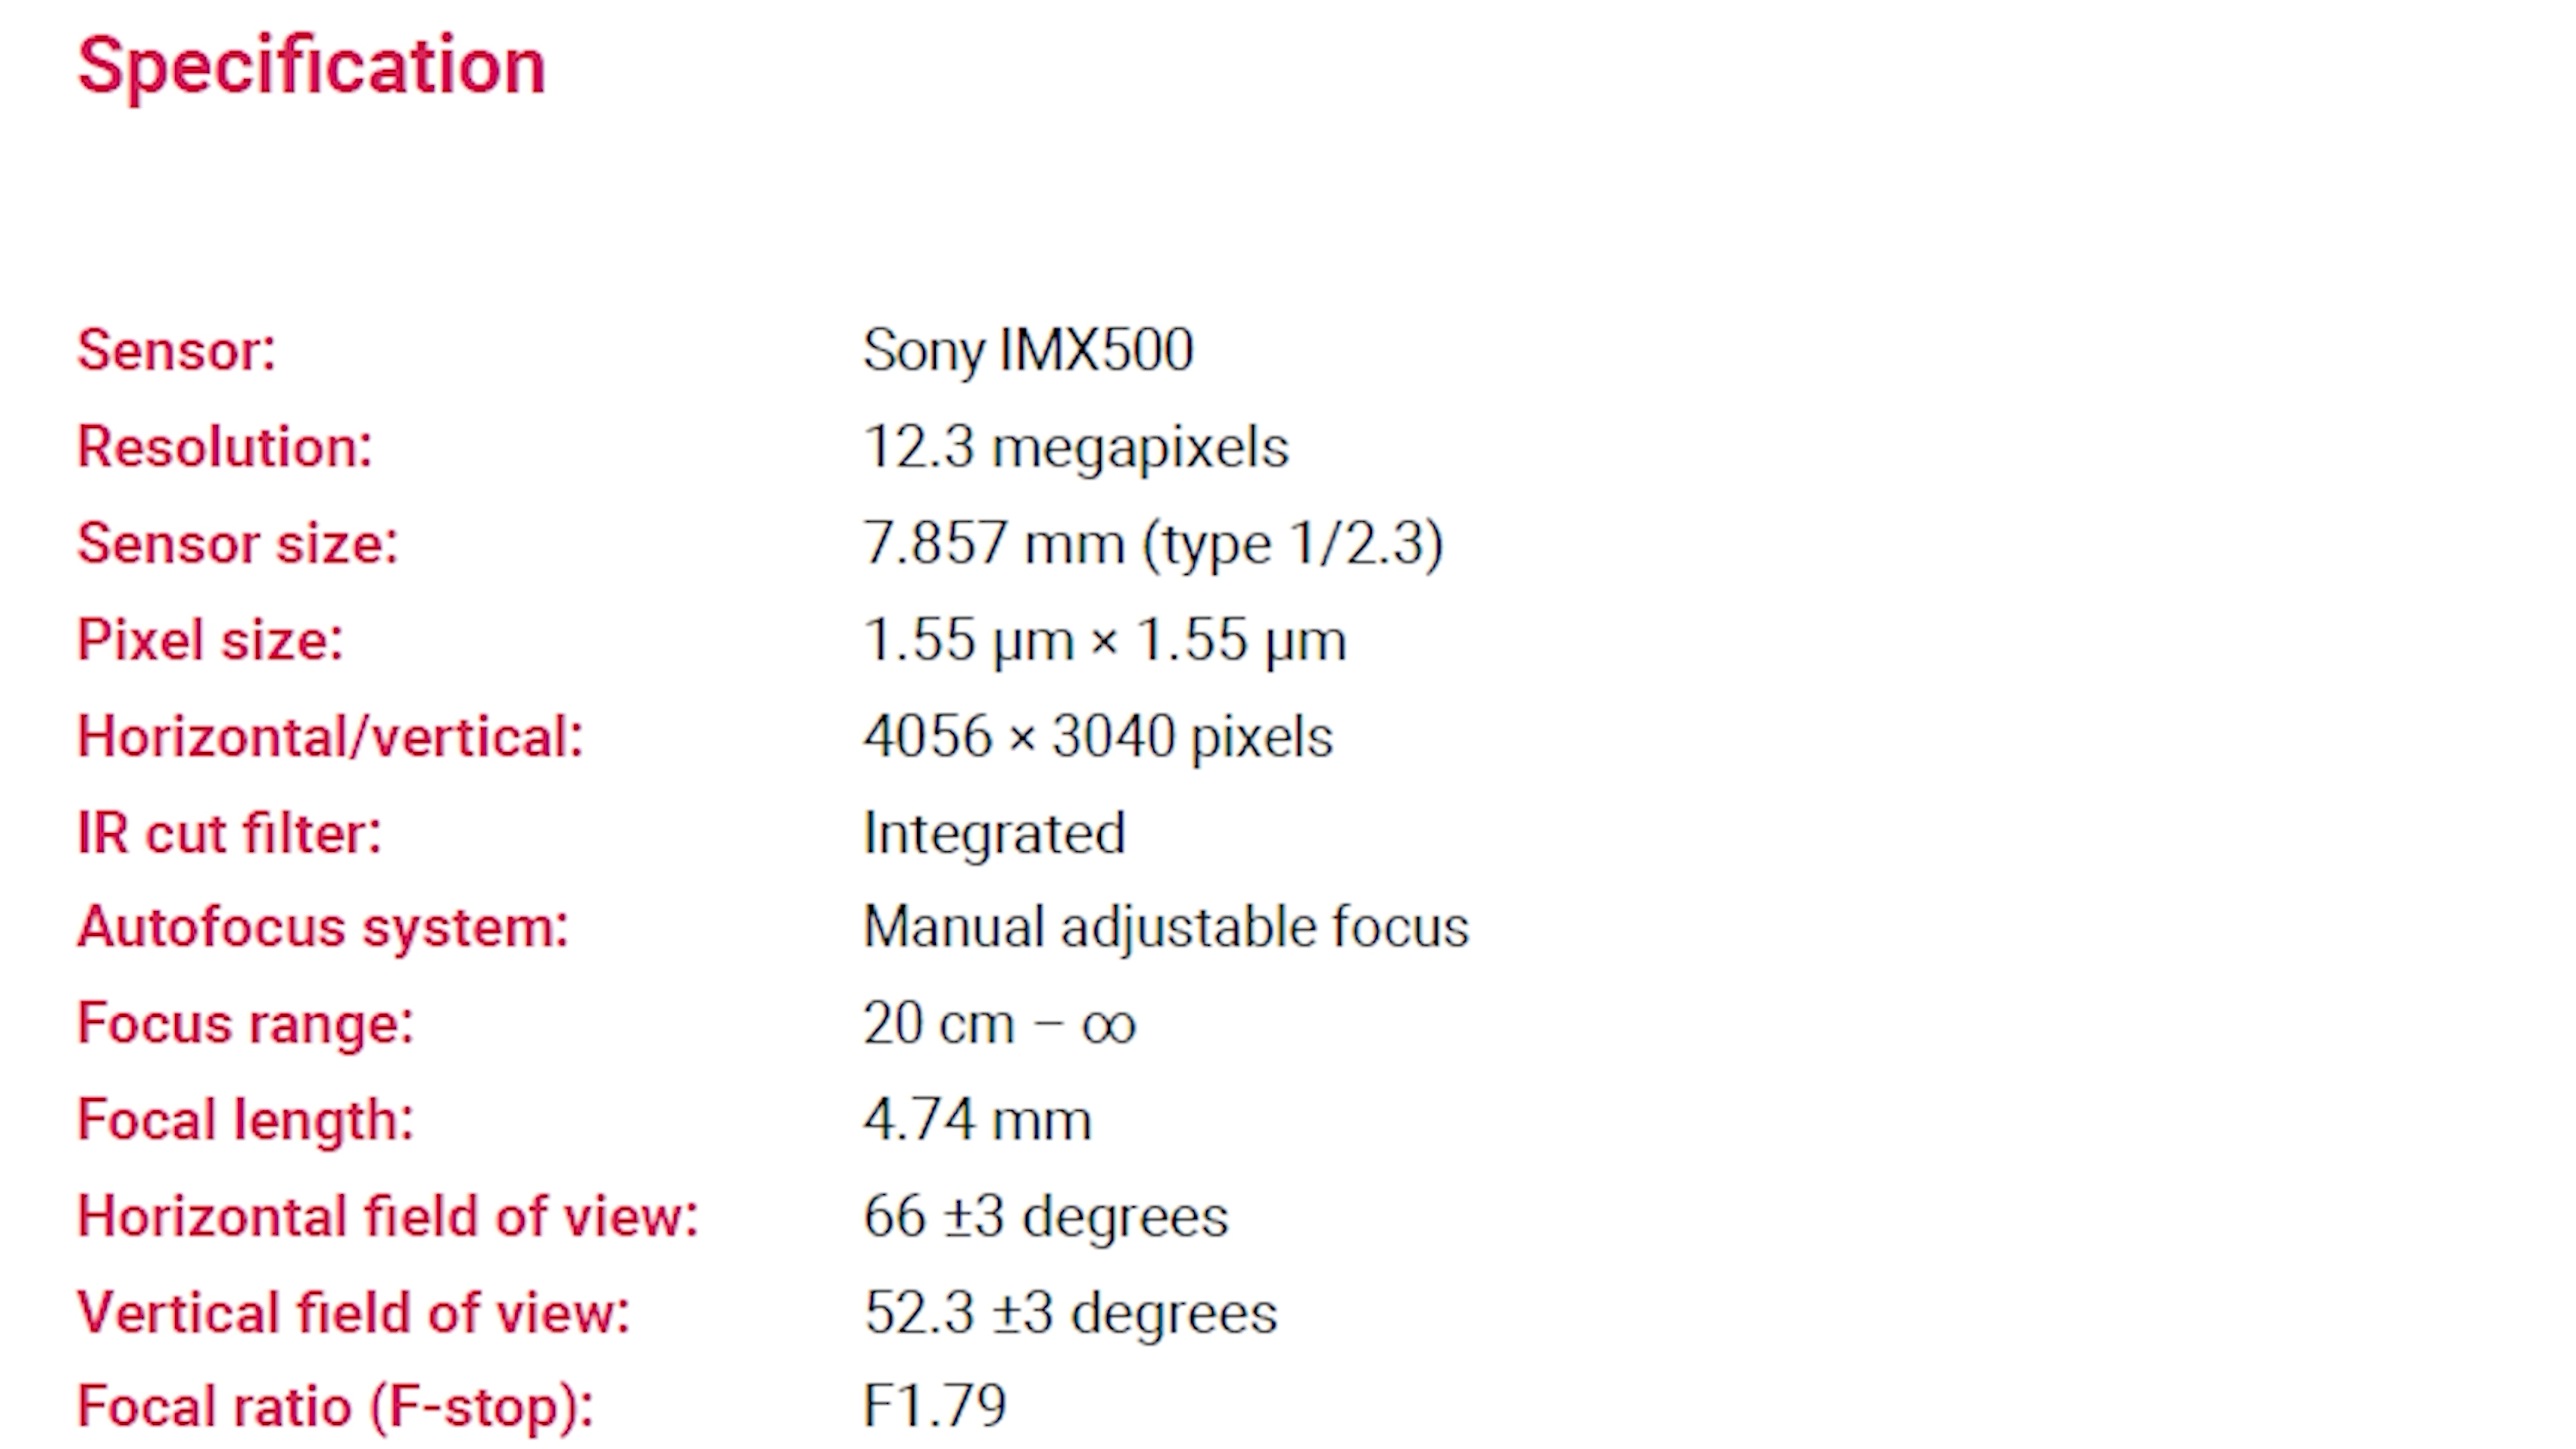 Specification
Sensor: Sony IMX500
Resolution: 12.3 megapixels
Sensor size: 7.857 mm (type 1/2.3)
Pixel size: 1.55 μm × 1.55 μm
Horizontal/vertical: 4056 × 3040 pixels
IR cut filter: Integrated
Autofocus system: Manual adjustable focus
Focus range: 20 cm – ∞
Focal length: 4.74 mm
Horizontal field of view: 66 ±3 degrees
Vertical field of view: 52.3 ±3 degrees
Focal ratio (F-stop): F1.79